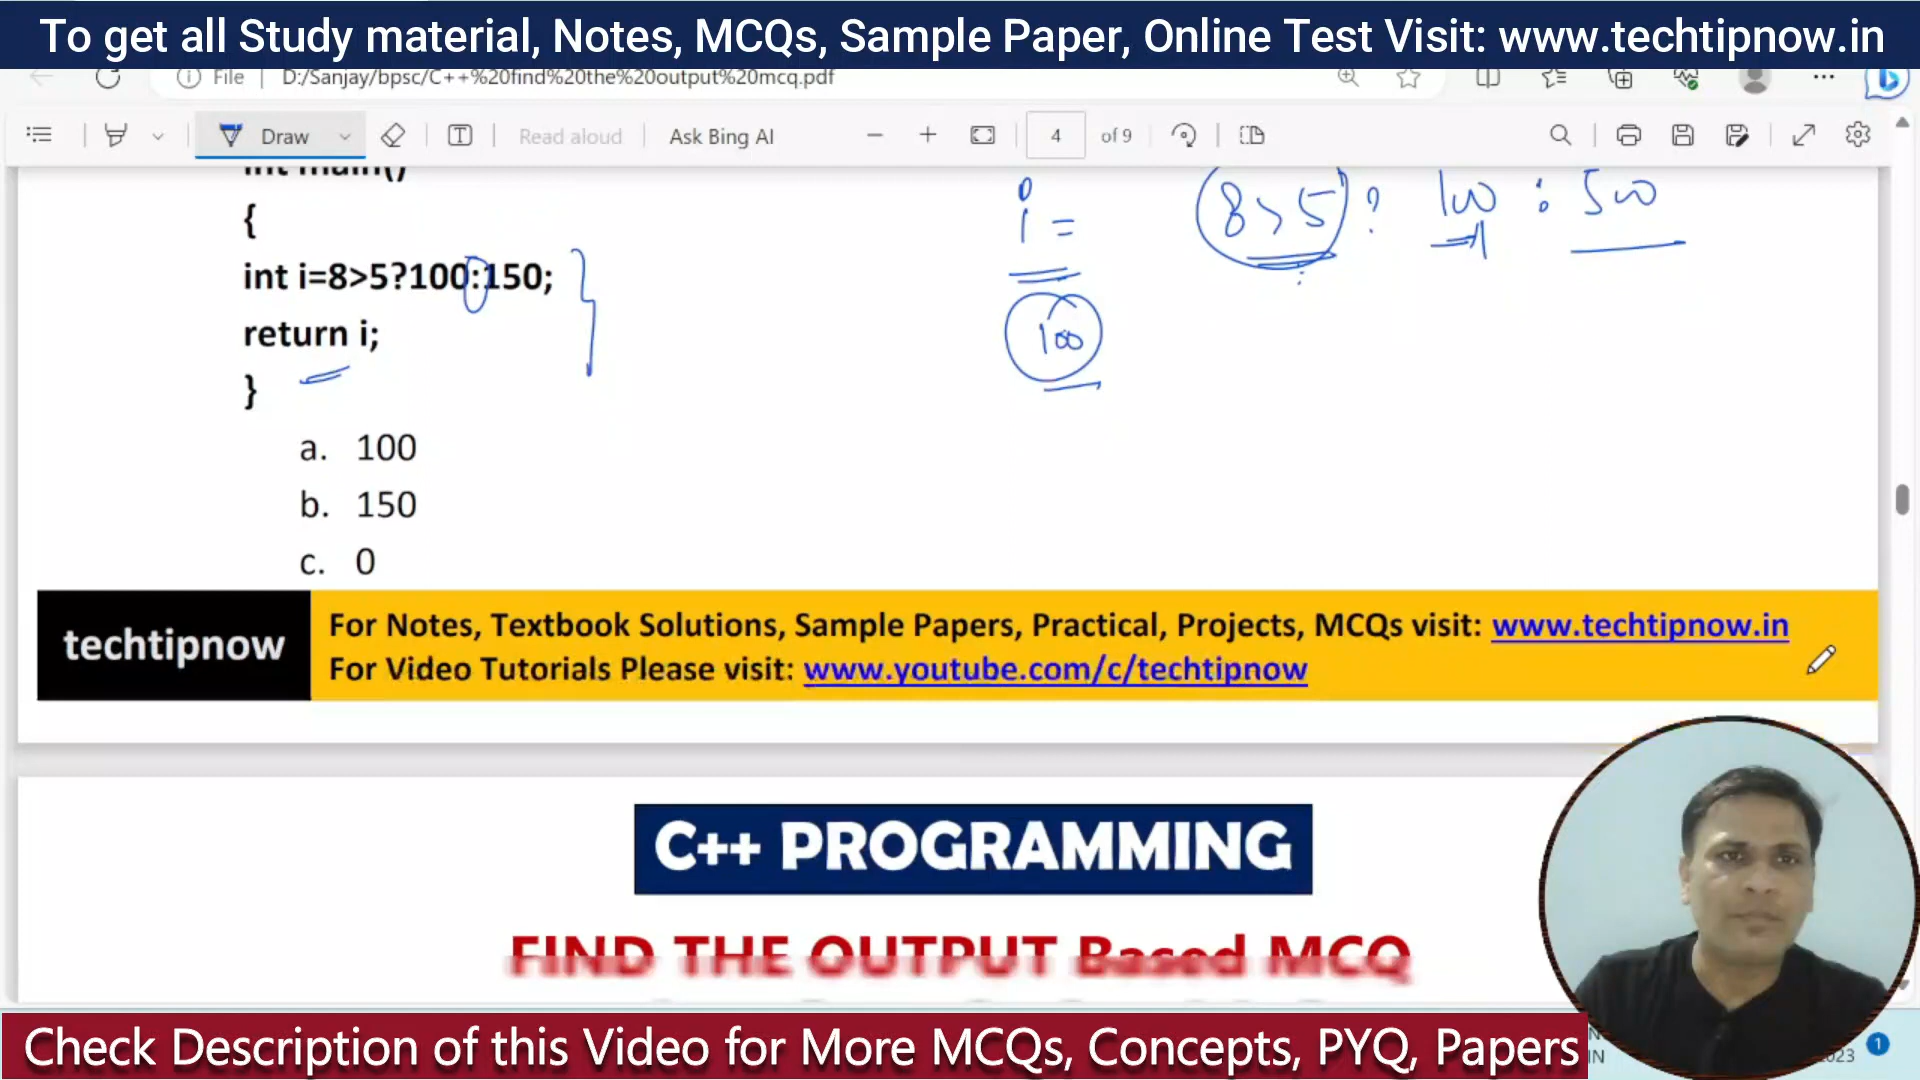 To get all Study material, Notes, MCQs, Sample Paper, Online Test Visit: www.techtipnow.in
File | D:/Sanjay/bpsc/C++%20find%20the%20output%20mcq.pdf
Draw Read aloud Ask Bing AI 4 of 9
int main()
{
int i=8>5?100:150;
return i;
}
i = 8>5 ? 100 : 500
100
a. 100
b. 150
c. 0
techtipnow
For Notes, Textbook Solutions, Sample Papers, Practical, Projects, MCQs visit: www.techtipnow.in
For Video Tutorials Please visit: www.youtube.com/c/techtipnow
C++ PROGRAMMING
FIND THE OUTPUT Based MCQ
Check Description of this Video for More MCQs, Concepts, PYQ, Papers
IN
1